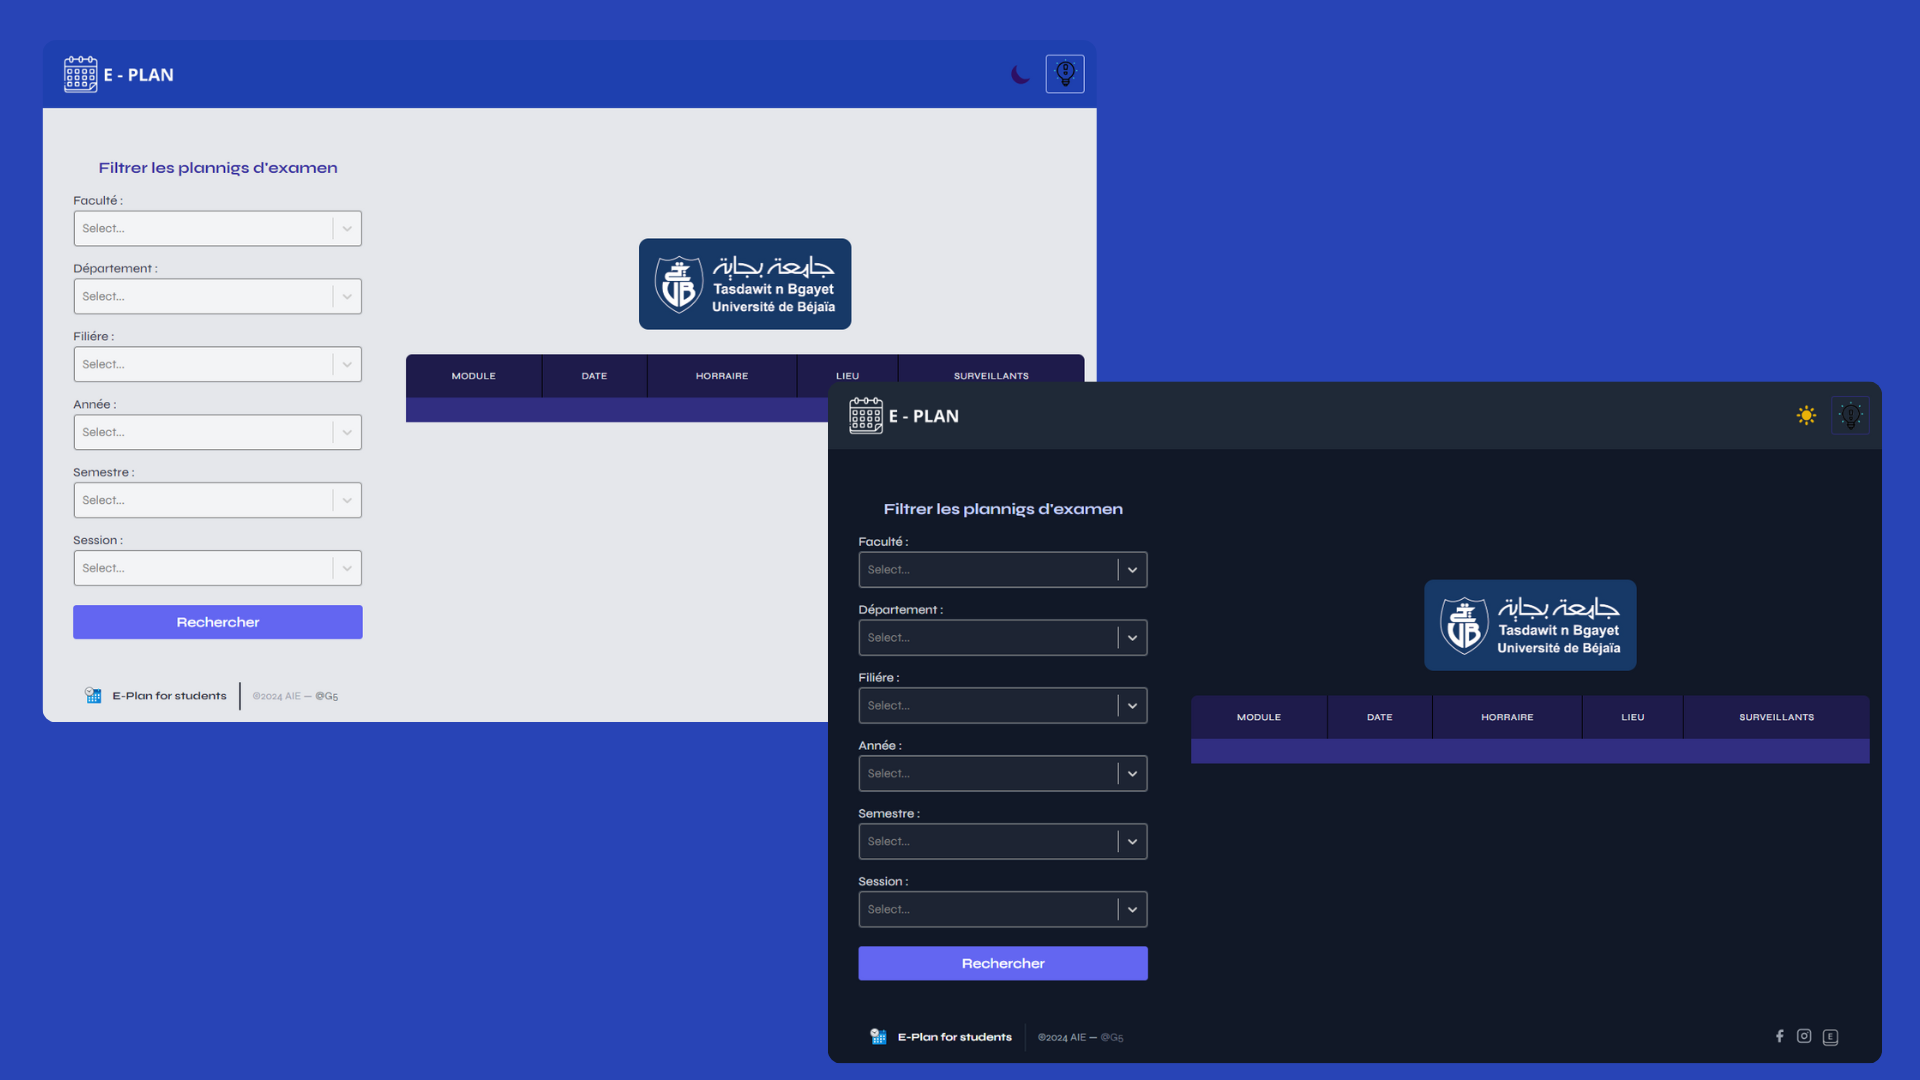 E - PLAN
Filtrer les plannigs d'examen
Faculté :
Select...
Département :
Select...
Filiére :
Select...
Année :
Select...
Semestre :
Select...
Session :
Select...
Rechercher
جامعة بجاية
Tasdawit n Bgayet
Université de Béjaïa
MODULE DATE HORRAIRE LIEU SURVEILLANTS
E-Plan for students ©2024 AIE — @G5
E - PLAN
Filtrer les plannigs d'examen
Faculté :
Select...
Département :
Select...
Filiére :
Select...
Année :
Select...
Semestre :
Select...
Session :
Select...
Rechercher
جامعة بجاية
Tasdawit n Bgayet
Université de Béjaïa
MODULE DATE HORRAIRE LIEU SURVEILLANTS
E-Plan for students ©2024 AIE — @G5
E